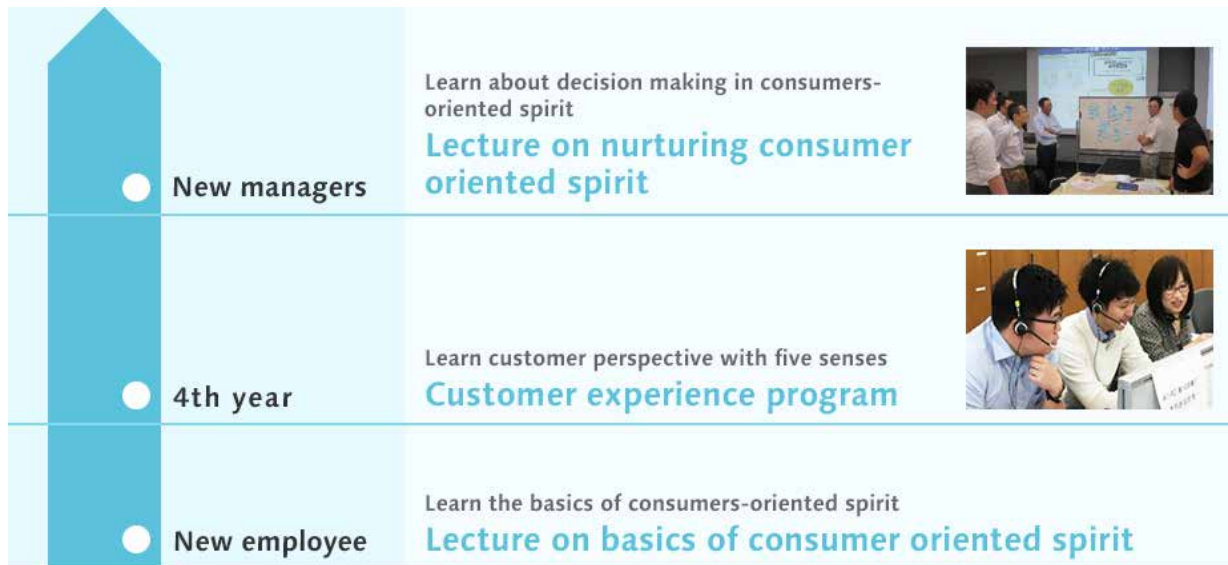 Learn about decision making in consumers-
oriented spirit
Lecture on nurturing consumer
oriented spirit
New managers
Learn customer perspective with five senses
Customer experience program
4th year
Learn the basics of consumers-oriented spirit
Lecture on basics of consumer oriented spirit
New employee